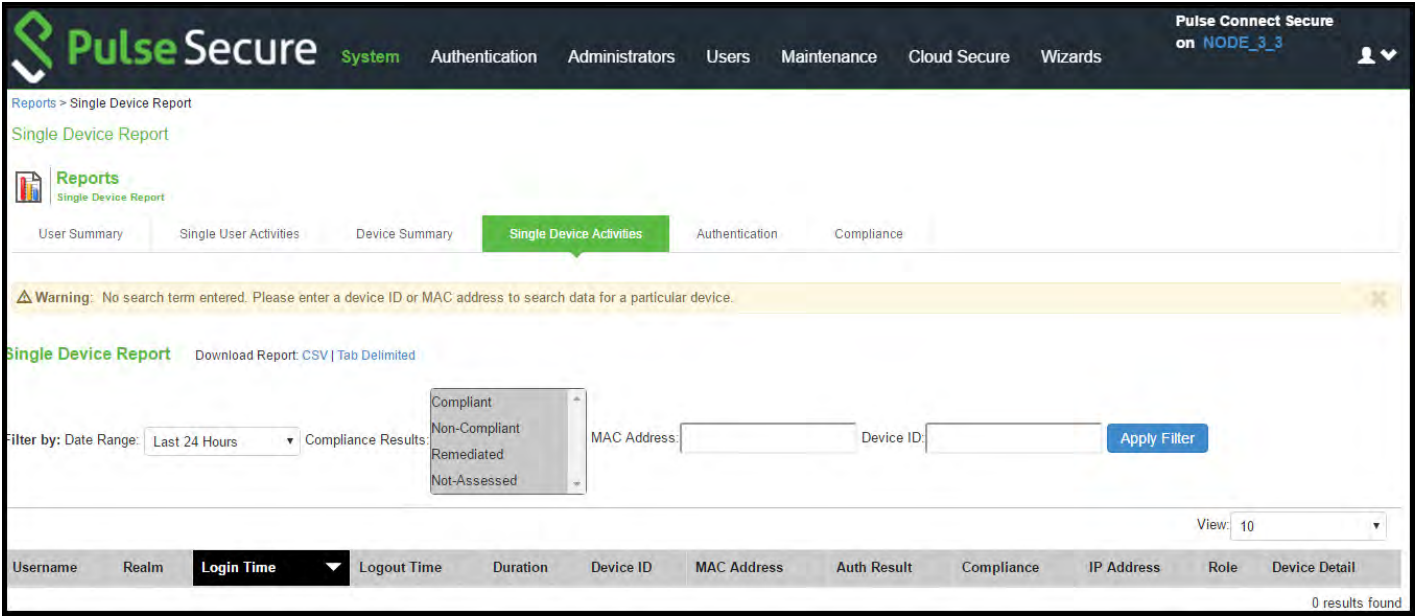 Pulse Secure System Authentication Administrators Users Maintenance Cloud Secure Wizards
Pulse Connect Secure
on NODE_3_3
Reports > Single Device Report
Single Device Report
Reports
Single Device Report
User Summary Single User Activities Device Summary Single Device Activities Authentication Compliance
Warning: No search term entered. Please enter a device ID or MAC address to search data for a particular device.
Single Device Report Download Report: CSV | Tab Delimited
Filter by: Date Range: Last 24 Hours Compliance Results:
Compliant
Non-Compliant
Remediated
Not-Assessed
MAC Address: Device ID: Apply Filter
View: 10
Username Realm Login Time Logout Time Duration Device ID MAC Address Auth Result Compliance IP Address Role Device Detail
0 results found